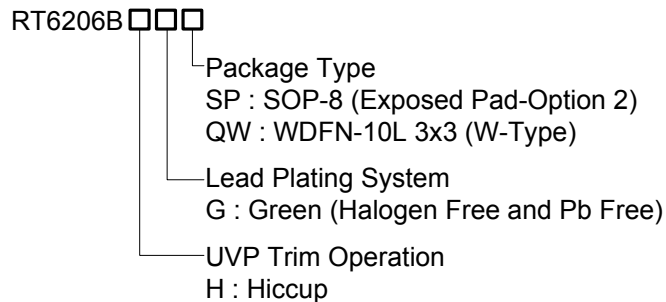 RT6206B
Package Type
SP : SOP-8 (Exposed Pad-Option 2)
QW : WDFN-10L 3x3 (W-Type)
Lead Plating System
G : Green (Halogen Free and Pb Free)
UVP Trim Operation
H : Hiccup